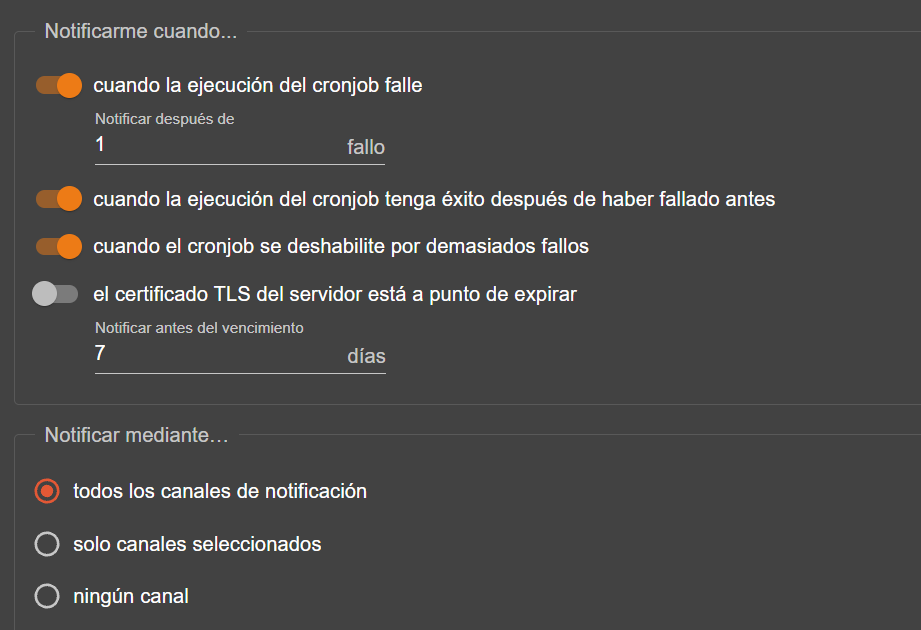 Notificarme cuando...
cuando la ejecución del cronjob falle
Notificar después de
1 fallo
cuando la ejecución del cronjob tenga éxito después de haber fallado antes
cuando el cronjob se deshabilite por demasiados fallos
el certificado TLS del servidor está a punto de expirar
Notificar antes del vencimiento
7 días
Notificar mediante…
todos los canales de notificación
solo canales seleccionados
ningún canal